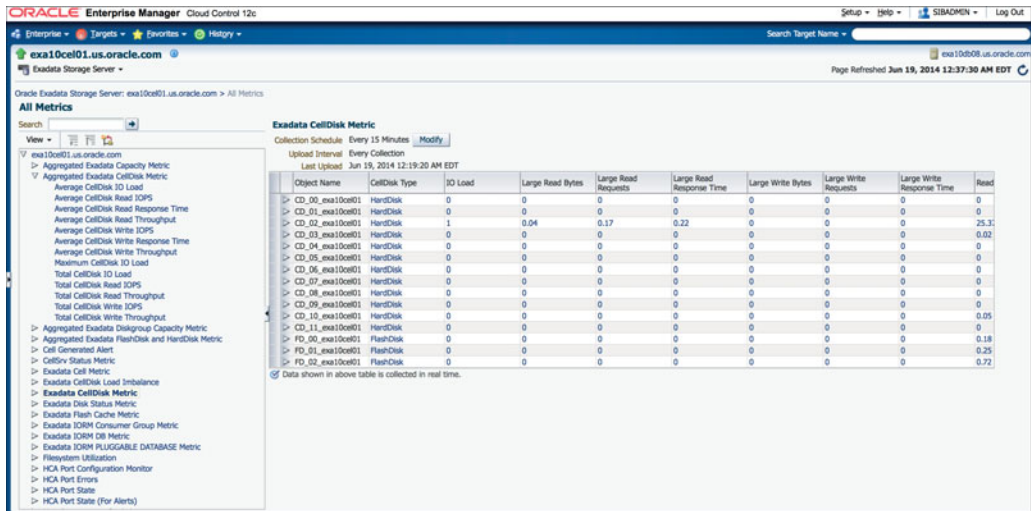 ORACLE Enterprise Manager Cloud Control 12c
Setup Help SIBADMIN Log Out
Enterprise Targets Favorites History Search Target Name
exa10cel01.us.oracle.com exa10db08.us.oracle.com
Exadata Storage Server Page Refreshed Jun 19, 2014 12:37:30 AM EDT
Oracle Exadata Storage Server: exa10cel01.us.oracle.com > All Metrics
All Metrics
Search
View
exa10cel01.us.oracle.com
Aggregated Exadata Capacity Metric
Aggregated Exadata CellDisk Metric
Average CellDisk IO Load
Average CellDisk Read IOPS
Average CellDisk Read Response Time
Average CellDisk Read Throughput
Average CellDisk Write IOPS
Average CellDisk Write Response Time
Average CellDisk Write Throughput
Maximum CellDisk IO Load
Total CellDisk IO Load
Total CellDisk Read IOPS
Total CellDisk Read Throughput
Total CellDisk Write IOPS
Total CellDisk Write Throughput
Aggregated Exadata Diskgroup Capacity Metric
Aggregated Exadata FlashDisk and HardDisk Metric
Cell Generated Alert
CellSrv Status Metric
Exadata Cell Metric
Exadata CellDisk Load Imbalance
Exadata CellDisk Metric
Exadata Disk Status Metric
Exadata Flash Cache Metric
Exadata IORM Consumer Group Metric
Exadata IORM DB Metric
Exadata IORM PLUGGABLE DATABASE Metric
Filesystem Utilization
HCA Port Configuration Monitor
HCA Port Errors
HCA Port State
HCA Port State (For Alerts)
Exadata CellDisk Metric
Collection Schedule Every 15 Minutes Modify
Upload Interval Every Collection
Last Upload Jun 19, 2014 12:19:20 AM EDT
Object Name CellDisk Type IO Load Large Read Bytes Large Read Requests Large Read Response Time Large Write Bytes Large Write Requests Large Write Response Time Read
CD_00_exa10cel01 HardDisk 0 0 0 0 0 0 0 0
CD_01_exa10cel01 HardDisk 0 0 0 0 0 0 0 0
CD_02_exa10cel01 HardDisk 1 0.04 0.17 0.22 0 0 0 25.3
CD_03_exa10cel01 HardDisk 0 0 0 0 0 0 0 0.02
CD_04_exa10cel01 HardDisk 0 0 0 0 0 0 0 0
CD_05_exa10cel01 HardDisk 0 0 0 0 0 0 0 0
CD_06_exa10cel01 HardDisk 0 0 0 0 0 0 0 0
CD_07_exa10cel01 HardDisk 0 0 0 0 0 0 0 0
CD_08_exa10cel01 HardDisk 0 0 0 0 0 0 0 0
CD_09_exa10cel01 HardDisk 0 0 0 0 0 0 0 0
CD_10_exa10cel01 HardDisk 0 0 0 0 0 0 0 0.05
CD_11_exa10cel01 HardDisk 0 0 0 0 0 0 0 0
FD_00_exa10cel01 FlashDisk 0 0 0 0 0 0 0 0.18
FD_01_exa10cel01 FlashDisk 0 0 0 0 0 0 0 0.25
FD_02_exa10cel01 FlashDisk 0 0 0 0 0 0 0 0.72
Data shown in above table is collected in real time.